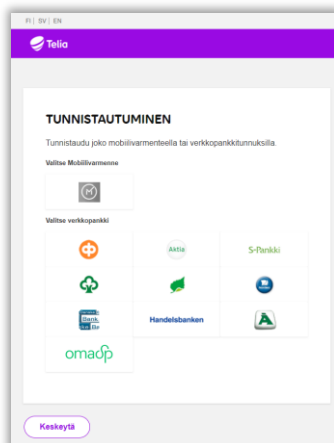 FI | SV | EN
Telia
TUNNISTAUTUMINEN
Tunnistaudu joko mobiilivarmenteella tai verkkopankkitunnuksilla.
Valitse Mobiilivarmenne
Valitse verkkopankki
Aktia
S-Pankki
Handelsbanken
A
omasp
Keskeytä